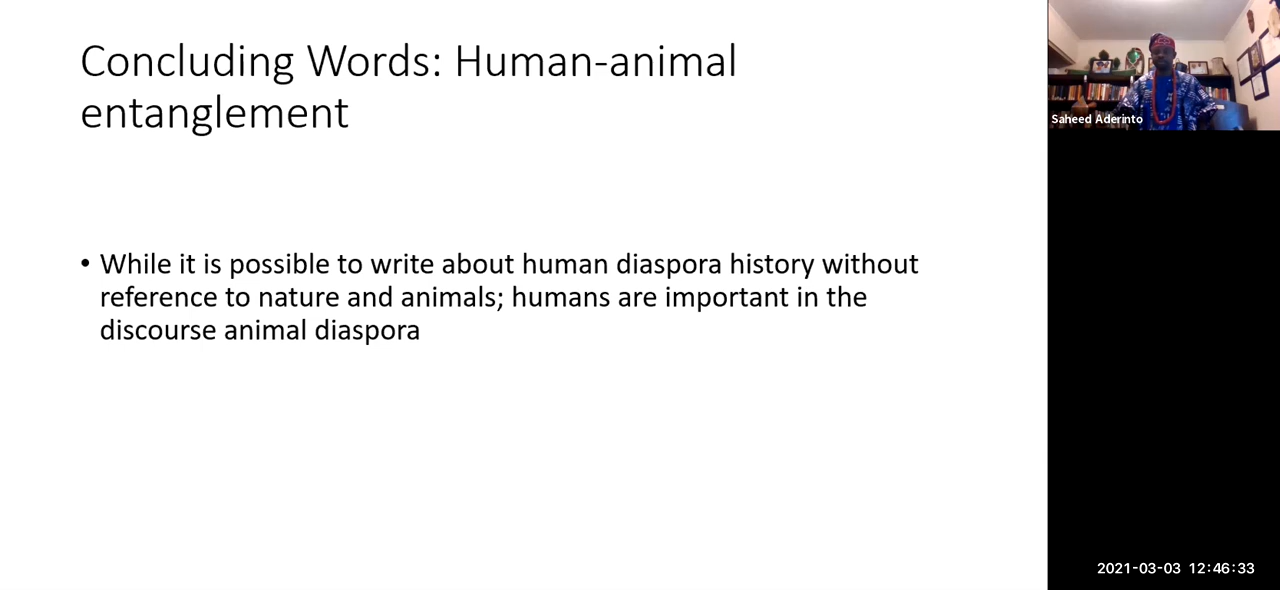 Concluding Words: Human-animal
entanglement
• While it is possible to write about human diaspora history without
reference to nature and animals; humans are important in the
discourse animal diaspora
Saheed Aderinto
2021-03-03 12:46:33